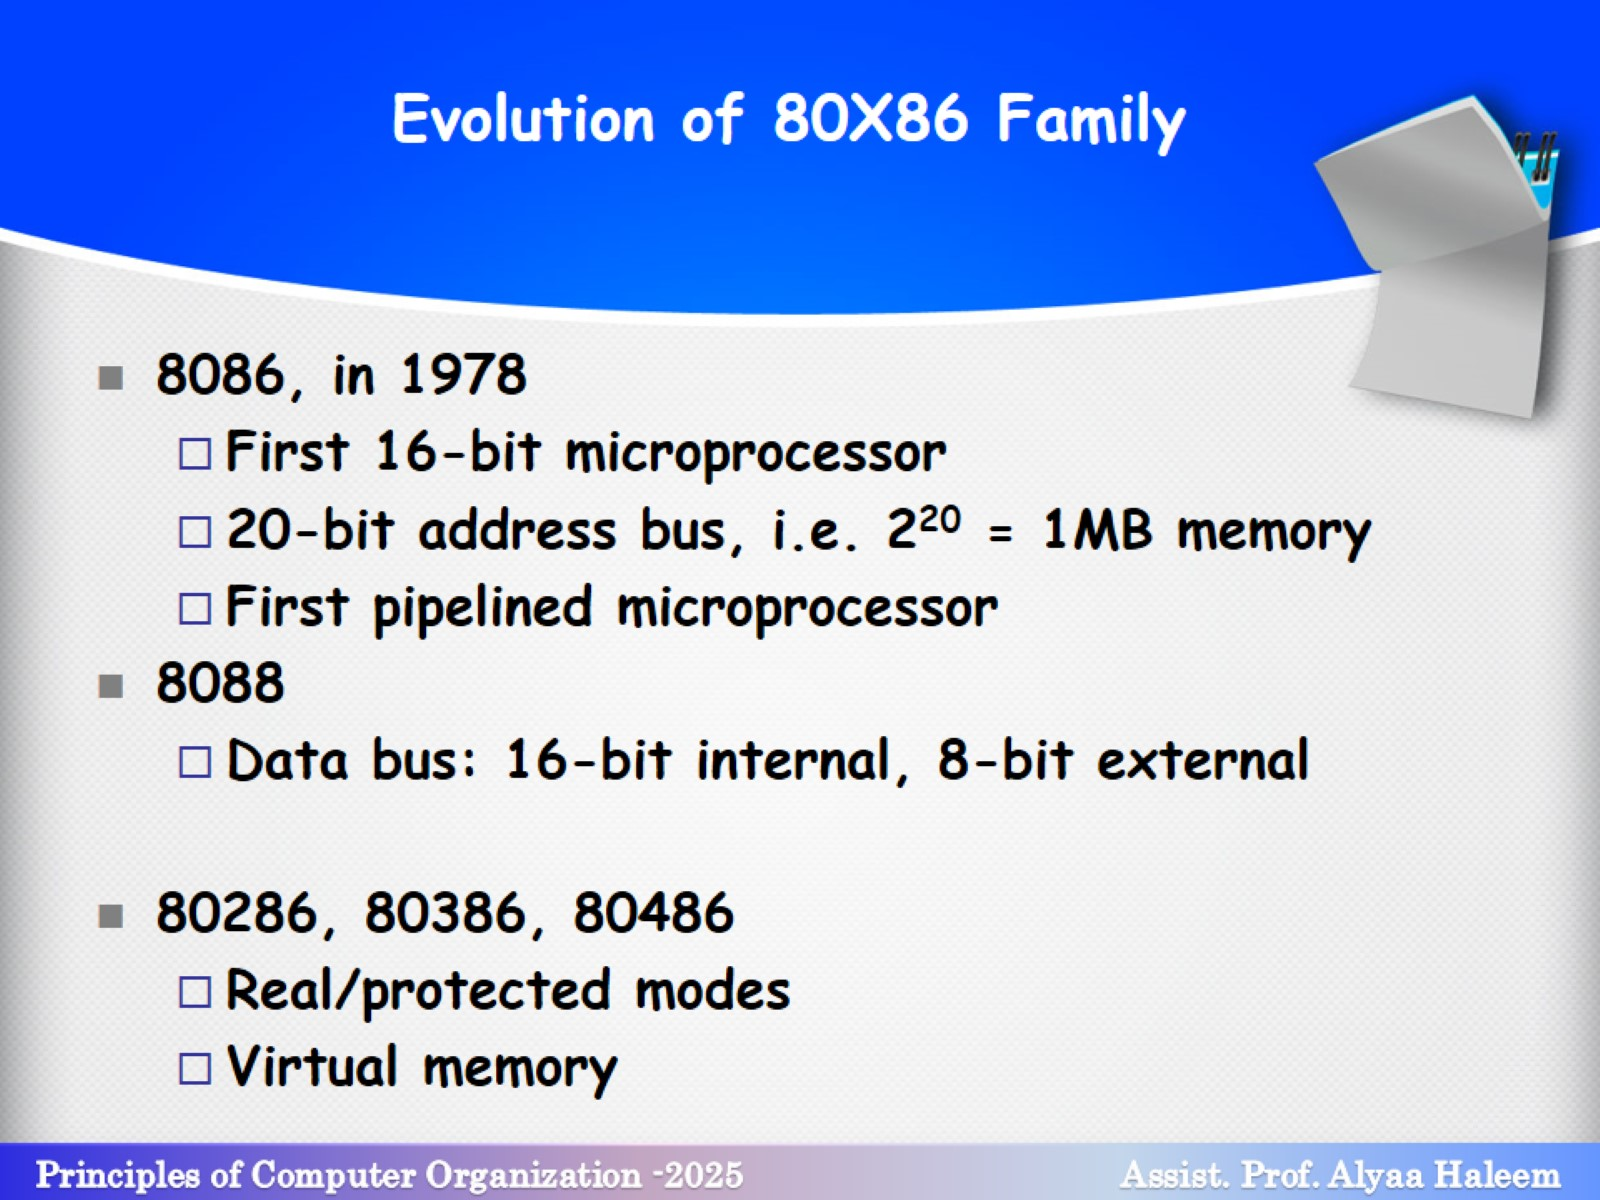 Evolution of 80X86 Family
8086, in 1978
First 16-bit microprocessor
20-bit address bus, i.e. 2²⁰ = 1MB memory
First pipelined microprocessor
8088
Data bus: 16-bit internal, 8-bit external
80286, 80386, 80486
Real/protected modes
Virtual memory
Principles of Computer Organization -2025
Assist. Prof. Alyaa Haleem